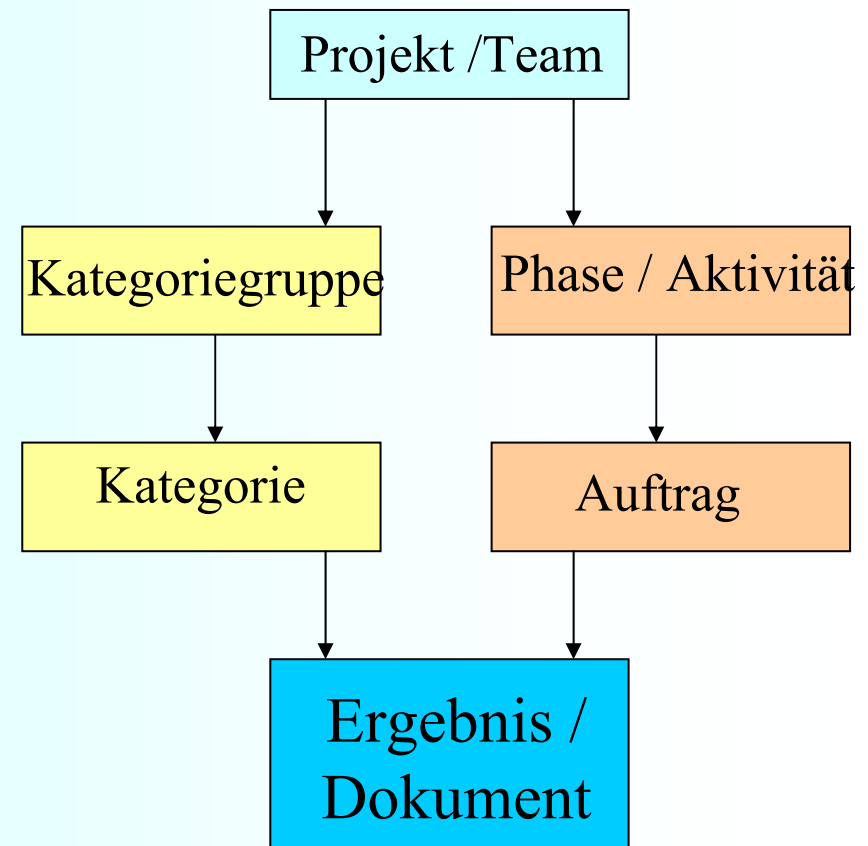 Projekt /Team
Kategoriegruppe
Phase / Aktivität
Kategorie
Auftrag
Ergebnis /
Dokument